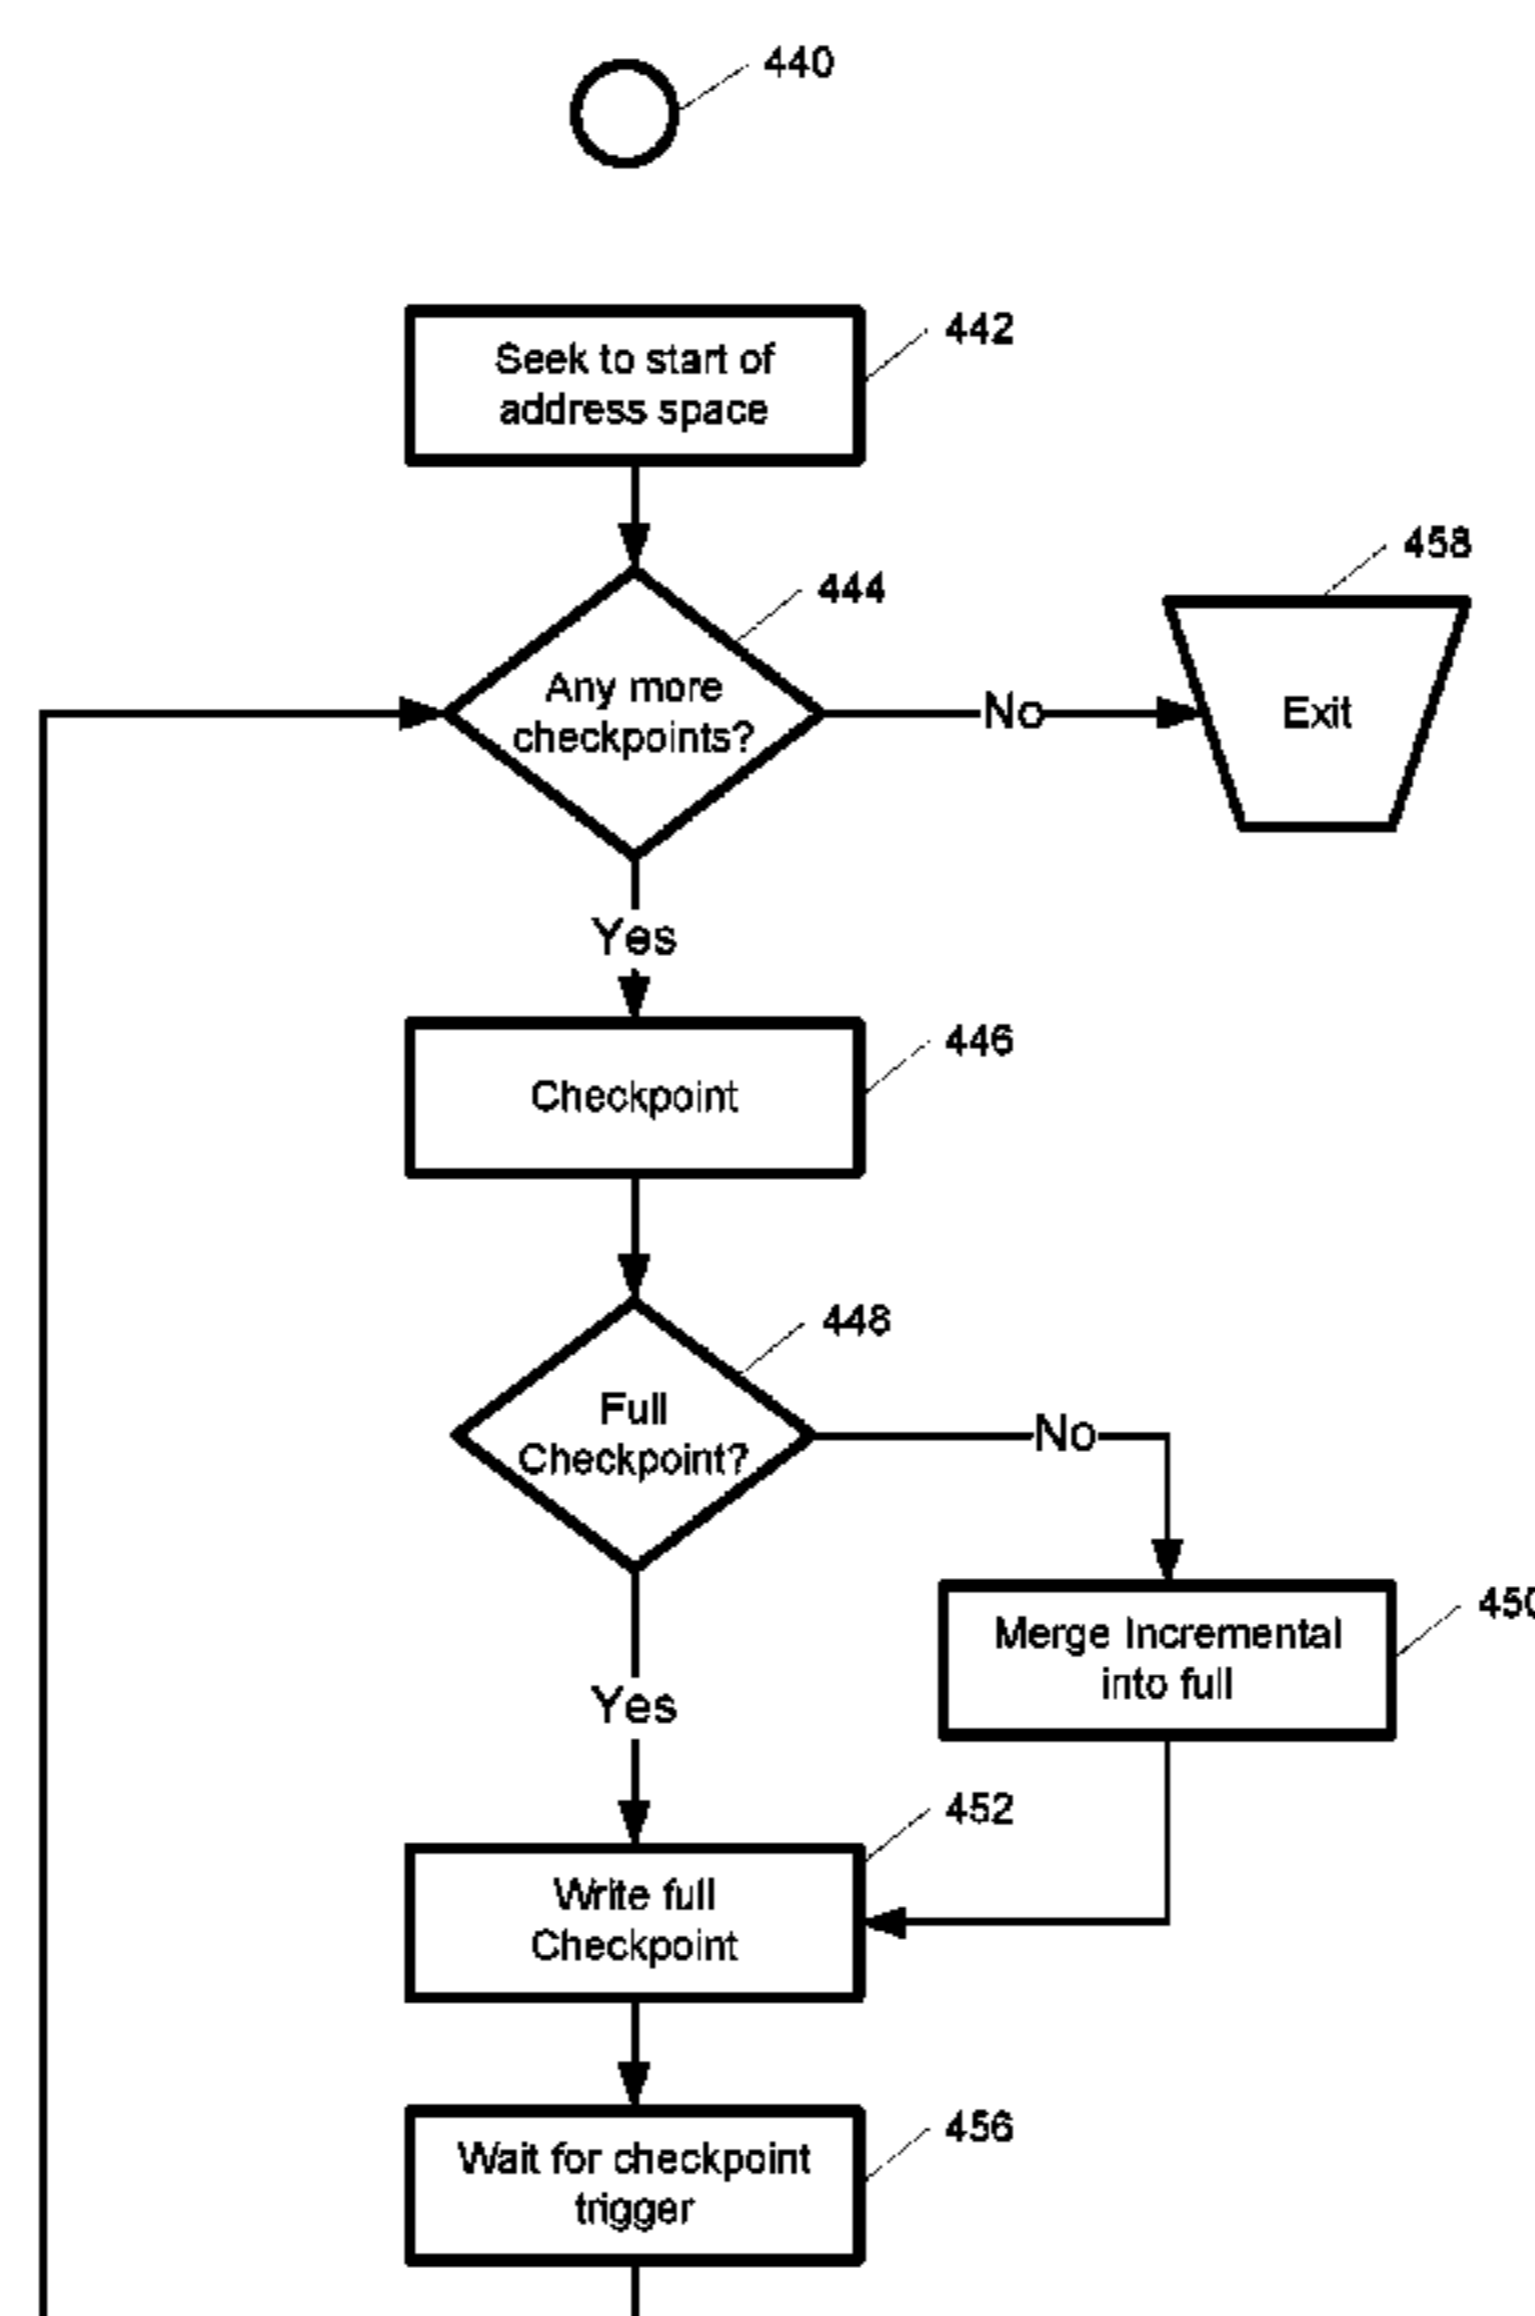 440
Seek to start of
address space
442
458
444
Any more
checkpoints?
No
Exit
Yes
446
Checkpoint
448
Full
Checkpoint?
No
450
Merge Incremental
into full
Yes
452
Write full
Checkpoint
456
Wait for checkpoint
trigger